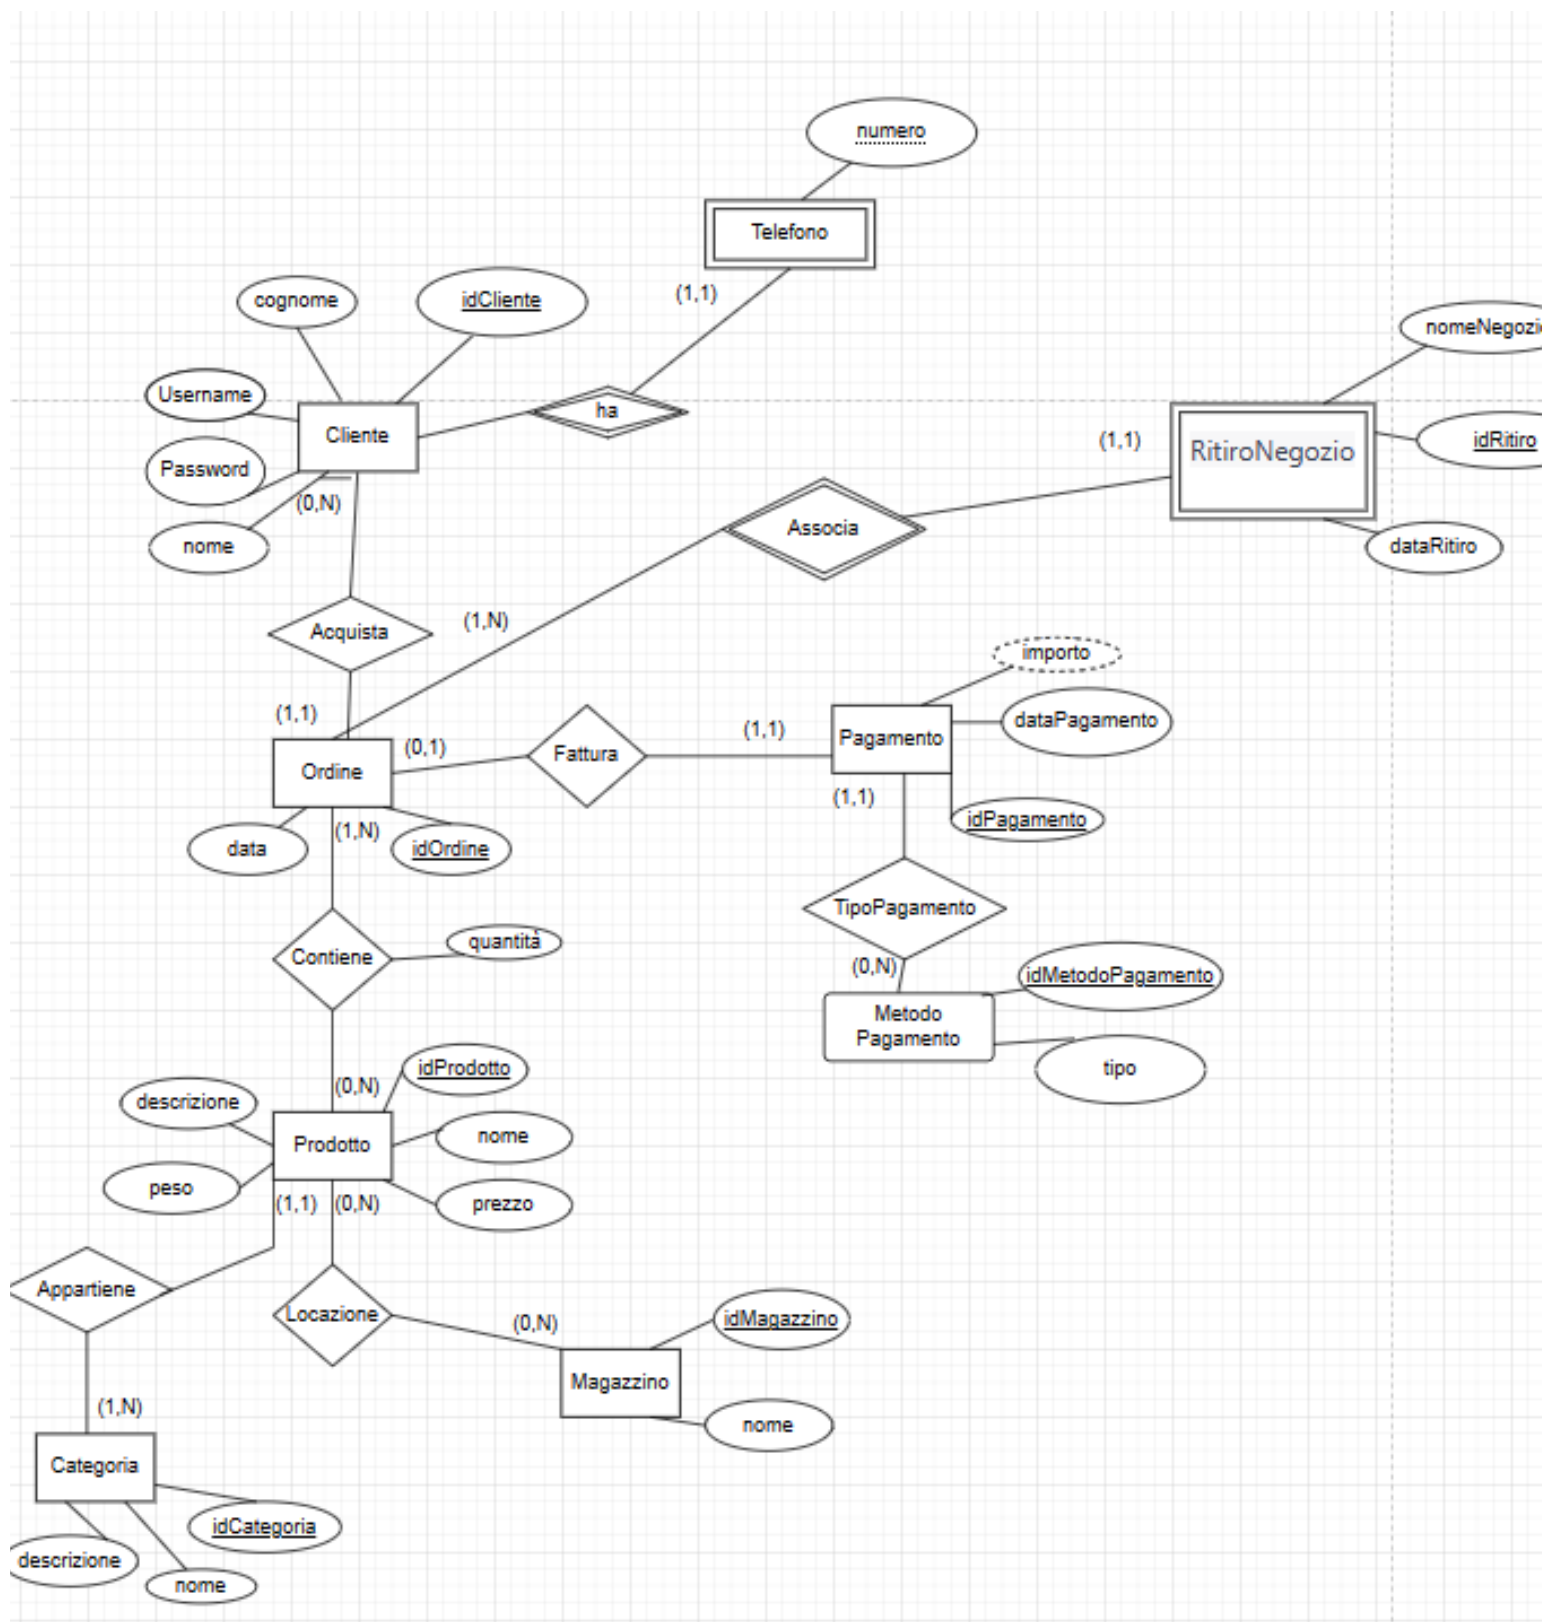 numero
Telefono
(1,1)
cognome
idCliente
nomeNegozi
Username
ha
Cliente
(1,1)
idRitiro
RitiroNegozio
Password
(0,N)
Associa
nome
dataRitiro
(1,N)
Acquista
importo
(1,1)
dataPagamento
(0,1)
(1,1)
Fattura
Pagamento
Ordine
(1,1)
idPagamento
(1,N)
data
idOrdine
TipoPagamento
quantità
Contiene
(0,N)
idMetodoPagamento
Metodo
Pagamento
idProdotto
tipo
(0,N)
descrizione
nome
Prodotto
peso
(1,1)
(0,N)
prezzo
Appartiene
Locazione
(0,N)
idMagazzino
Magazzino
(1,N)
nome
Categoria
idCategoria
descrizione
nome